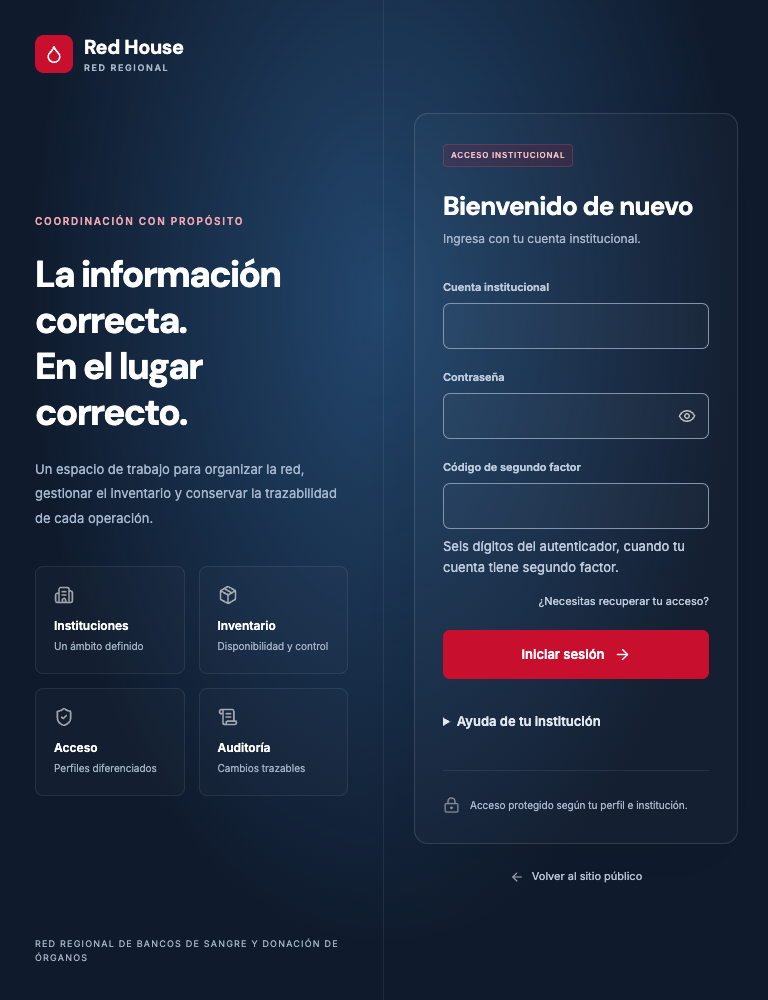 Red House
RED REGIONAL
COORDINACIÓN CON PROPÓSITO
La información
correcta.
En el lugar
correcto.
Un espacio de trabajo para organizar la red,
gestionar el inventario y conservar la trazabilidad
de cada operación.
Instituciones
Un ámbito definido
Inventario
Disponibilidad y control
Acceso
Perfiles diferenciados
Auditoría
Cambios trazables
RED REGIONAL DE BANCOS DE SANGRE Y DONACIÓN DE
ÓRGANOS
ACCESO INSTITUCIONAL
Bienvenido de nuevo
Ingresa con tu cuenta institucional.
Cuenta institucional
Contraseña
Código de segundo factor
Seis dígitos del autenticador, cuando tu
cuenta tiene segundo factor.
¿Necesitas recuperar tu acceso?
Iniciar sesión
Ayuda de tu institución
Acceso protegido según tu perfil e institución.
Volver al sitio público